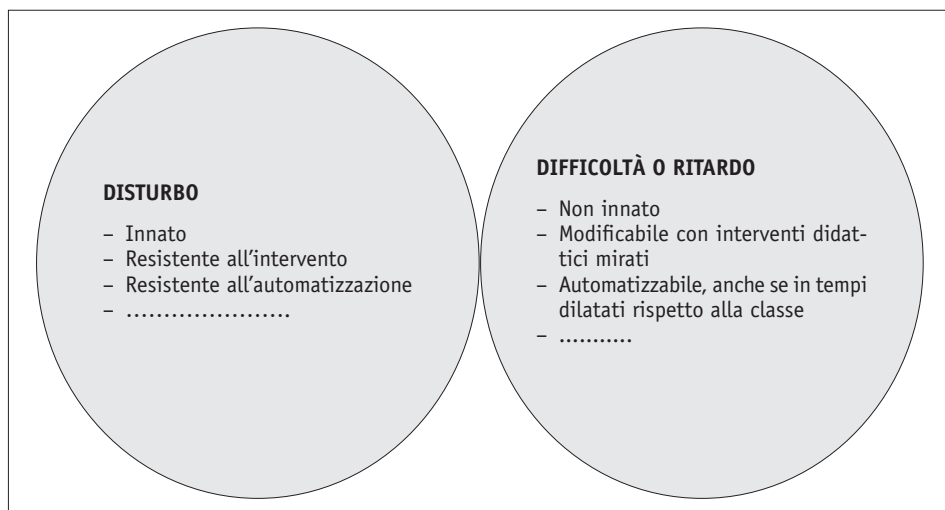 DISTURBO
– Innato
– Resistente all'intervento
– Resistente all'automatizzazione
– ......................
DIFFICOLTÀ O RITARDO
– Non innato
– Modificabile con interventi didat-
tici mirati
– Automatizzabile, anche se in tempi
dilatati rispetto alla classe
– ...........